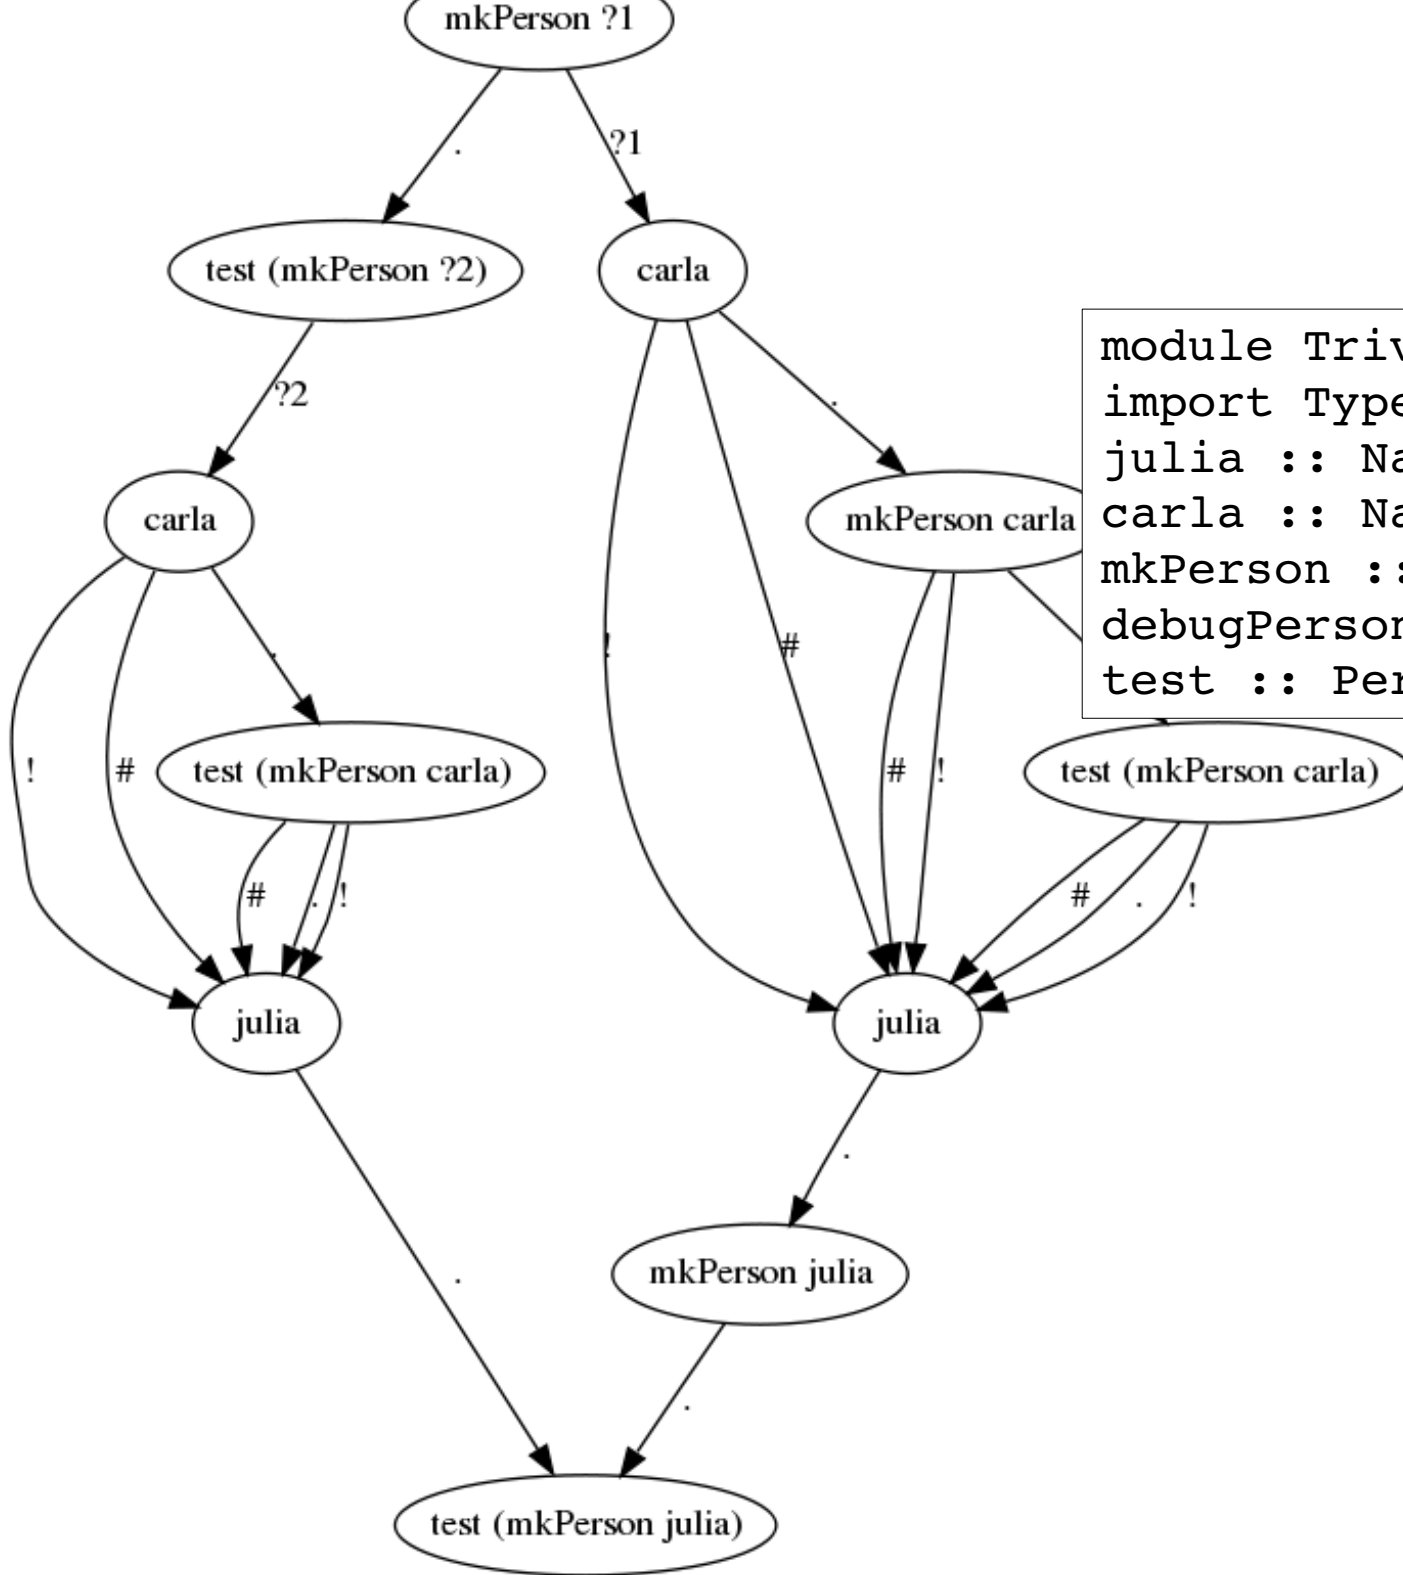 mkPerson ?1
. ?1
test (mkPerson ?2) carla
?2 .
carla mkPerson carla
module Triv
import Type
julia :: Na
carla :: Na
mkPerson ::
debugPerson
test :: Per
. ! #
! # test (mkPerson carla) # ! test (mkPerson carla)
# . ! # . !
julia julia
.
. mkPerson julia
.
test (mkPerson julia)